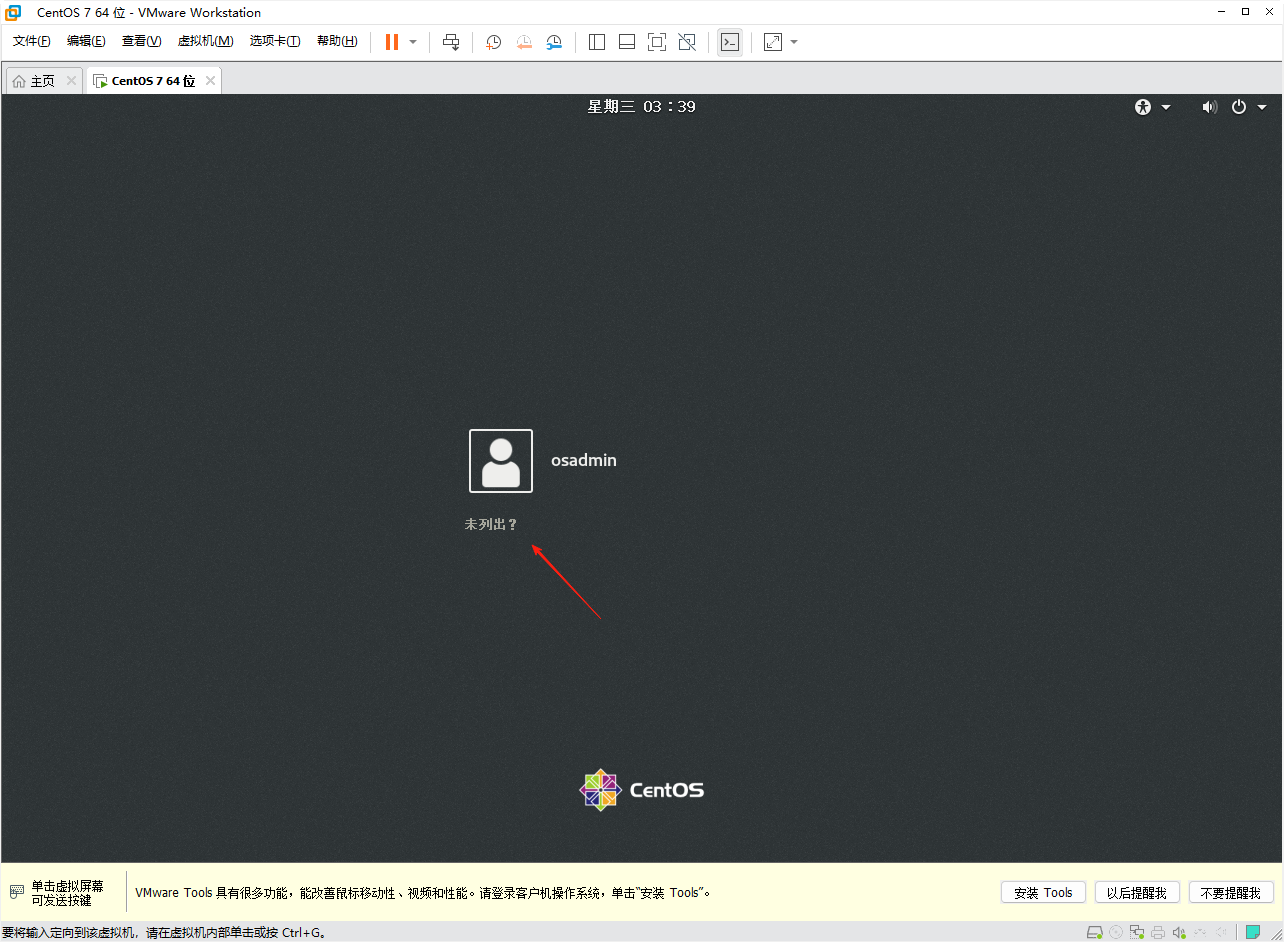 CentOS 7 64 位 - VMware Workstation
文件(F) 编辑(E) 查看(V) 虚拟机(M) 选项卡(T) 帮助(H)
主页 CentOS 7 64 位
星期三 03：39
osadmin
未列出？
CentOS
单击虚拟屏幕
可发送按键
VMware Tools 具有很多功能，能改善鼠标移动性、视频和性能。请登录客户机操作系统，单击“安装 Tools”。
安装 Tools 以后提醒我 不要提醒我
要将输入定向到该虚拟机，请在虚拟机内部单击或按 Ctrl+G。